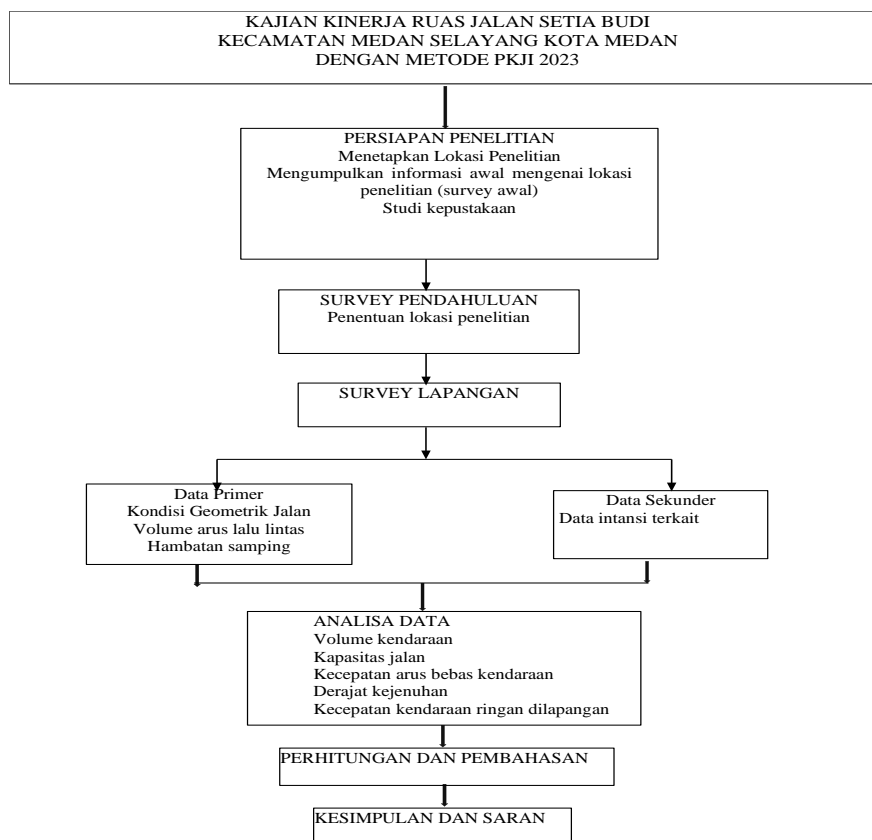 KAJIAN KINERJA RUAS JALAN SETIA BUDI
KECAMATAN MEDAN SELAYANG KOTA MEDAN
DENGAN METODE PKJI 2023
PERSIAPAN PENELITIAN
Menetapkan Lokasi Penelitian
Mengumpulkan informasi awal mengenai lokasi
penelitian (survey awal)
Studi kepustakaan
SURVEY PENDAHULUAN
Penentuan lokasi penelitian
SURVEY LAPANGAN
Data Primer
Kondisi Geometrik Jalan
Volume arus lalu lintas
Hambatan samping
Data Sekunder
Data intansi terkait
ANALISA DATA
Volume kendaraan
Kapasitas jalan
Kecepatan arus bebas kendaraan
Derajat kejenuhan
Kecepatan kendaraan ringan dilapangan
PERHITUNGAN DAN PEMBAHASAN
KESIMPULAN DAN SARAN